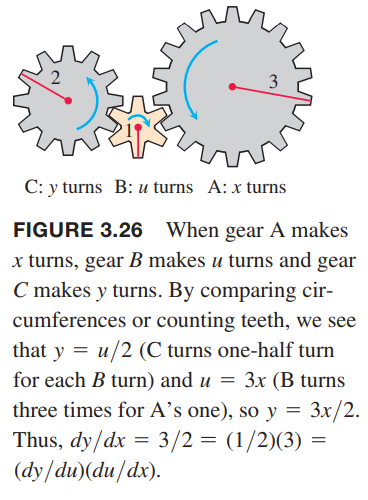 2
3
1
C: y turns B: u turns A: x turns
FIGURE 3.26 When gear A makes
x turns, gear B makes u turns and gear
C makes y turns. By comparing cir-
cumferences or counting teeth, we see
that y = u/2 (C turns one-half turn
for each B turn) and u = 3x (B turns
three times for A’s one), so y = 3x/2.
Thus, dy/dx = 3/2 = (1/2)(3) =
(dy/du)(du/dx).